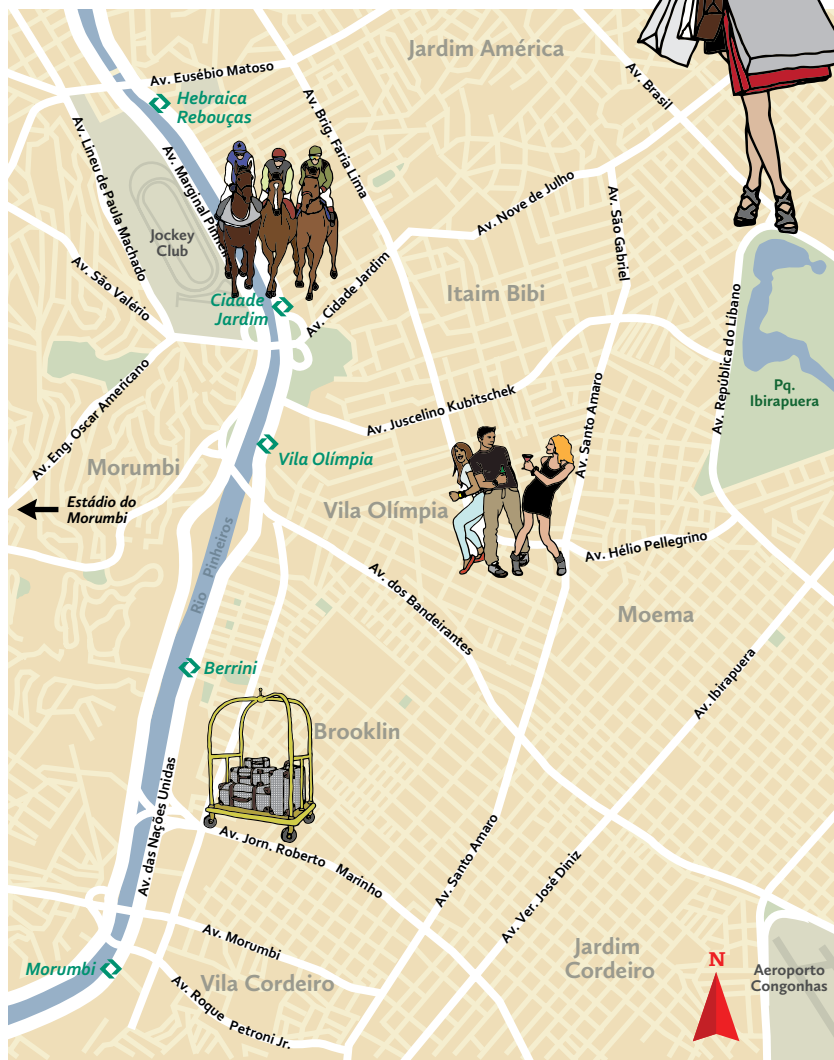 Jardim América
Av. Eusébio Matoso
Hebraica
Rebouças
Av. Brasil
Av. Brig. Faria Lima
Av. Lineu de Paula Machado
Av. Marginal Pinhei
Av. Nove de Julho
Av. São Gabriel
Jockey
Club
Av. São Valério
Av. Cidade Jardim
Cidade
Jardim
Itaim Bibi
Av. República do Líbano
Pq.
Ibirapuera
Av. Juscelino Kubitschek
Av. Santo Amaro
Av. Eng. Oscar Americano
Morumbi
Vila Olímpia
Estádio do
Morumbi
Vila Olímpia
Rio Pinheiros
Av. Hélio Pellegrino
Av. dos Bandeirantes
Moema
Berrini
Av. Ibirapuera
Brooklin
Av. das Nações Unidas
Av. Jorn. Roberto Marinho
Av. Santo Amaro
Av. Ver. José Diniz
Av. Morumbi
Jardim
Cordeiro
N
Aeroporto
Congonhas
Morumbi
Vila Cordeiro
Av. Roque Petroni Jr.